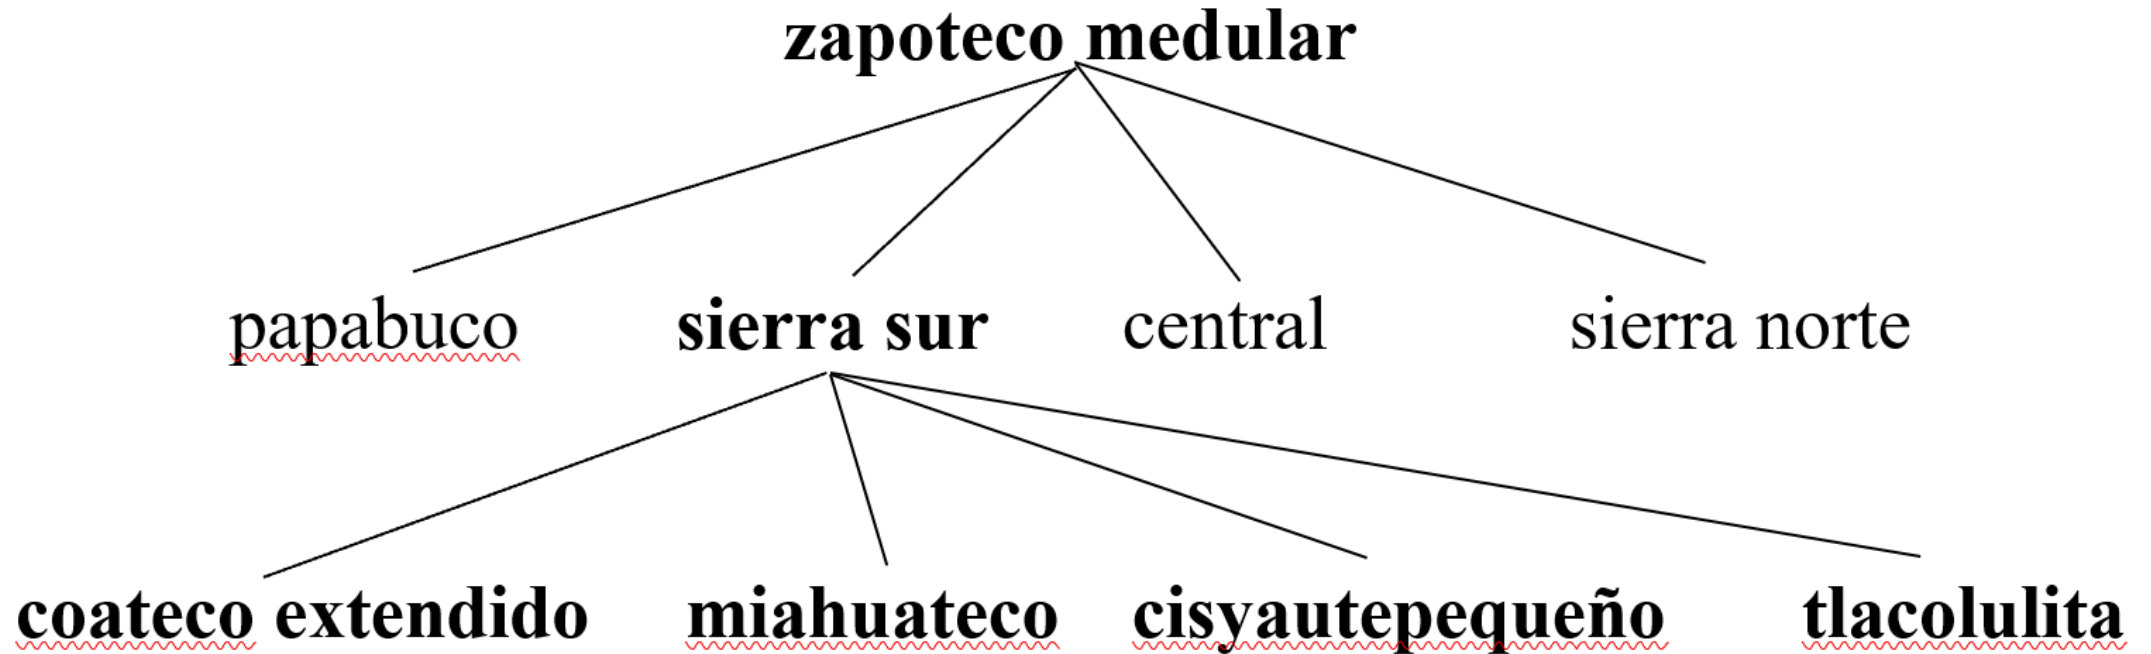 zapoteco medular
papabuco sierra sur central sierra norte
coateco extendido miahuateco cisyautepequeño tlacolulita